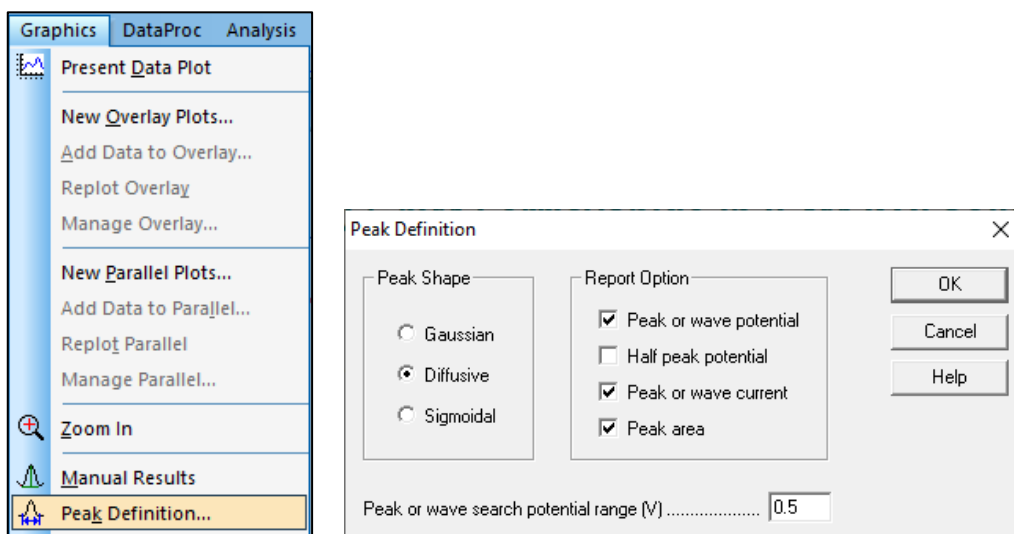 Graphics DataProc Analysis
Present Data Plot
New Overlay Plots...
Add Data to Overlay...
Replot Overlay
Manage Overlay...
New Parallel Plots...
Add Data to Parallel...
Replot Parallel
Manage Parallel...
Zoom In
Manual Results
Peak Definition...
Peak Definition
Peak Shape
Gaussian
Diffusive
Sigmoidal
Report Option
Peak or wave potential
Half peak potential
Peak or wave current
Peak area
OK
Cancel
Help
Peak or wave search potential range (V) .................... 0.5